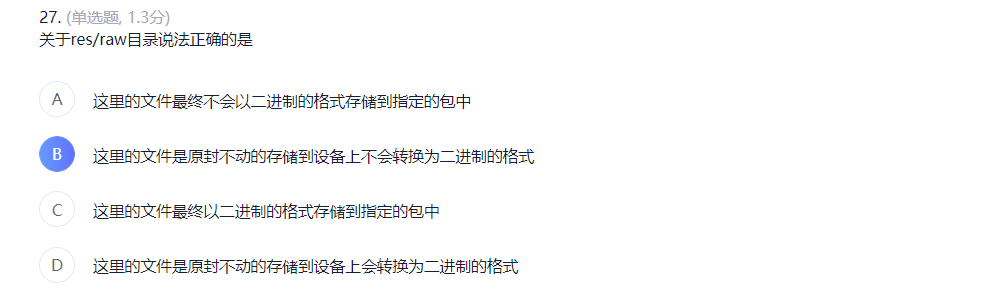 27. (单选题, 1.3分)
关于res/raw目录说法正确的是
A 这里的文件最终不会以二进制的格式存储到指定的包中
B 这里的文件是原封不动的存储到设备上不会转换为二进制的格式
C 这里的文件最终以二进制的格式存储到指定的包中
D 这里的文件是原封不动的存储到设备上会转换为二进制的格式